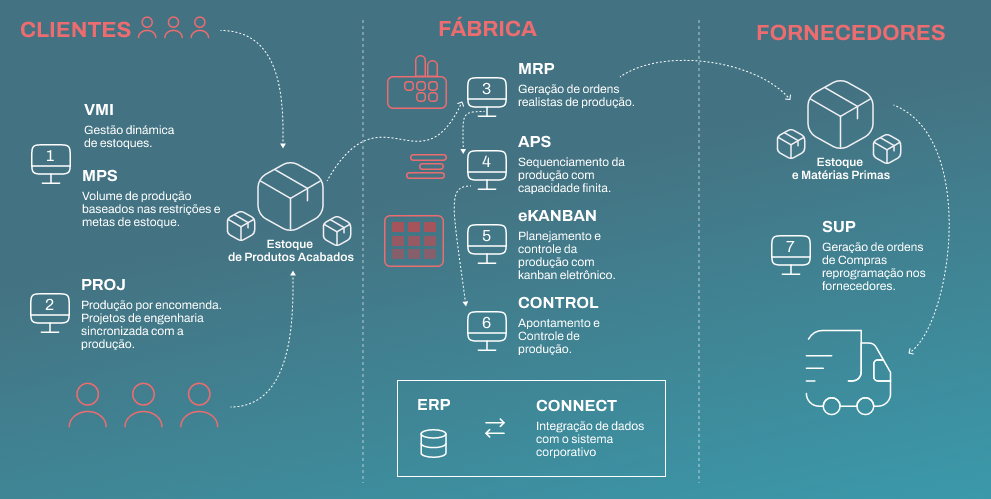 CLIENTES
VMI
Gestão dinámica
de estoques.
1
MPS
Volume de produção
baseados nas restrições e
metas de estoque.
Estoque
de Produtos Acabados
PROJ
2
Produção por encomenda.
Projetos de engenharia
sincronizada com a
produção.
FÁBRICA
MRP
3
Geração de ordens
realistas de produção.
APS
4
Sequenciamento da
produção com
capacidade finita.
eKANBAN
5
Planejamento e
controle da
produção com
kanban eletrônico.
CONTROL
6
Apontamento e
Controle de
produção.
ERP
CONNECT
Integração de dados
com o sistema
corporativo
FORNECEDORES
Estoque
e Matérias Primas
SUP
7
Geração de ordens
de Compras
reprogramação nos
fornecedores.